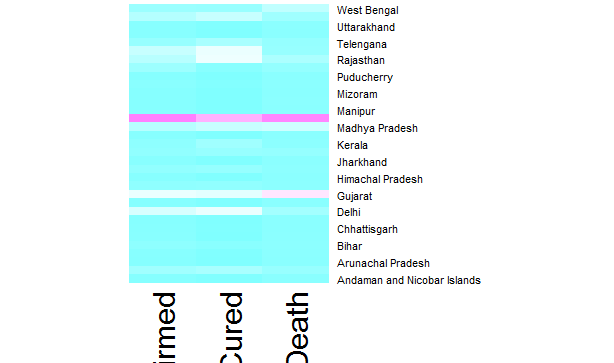 West Bengal
Uttarakhand
Telengana
Rajasthan
Puducherry
Mizoram
Manipur
Madhya Pradesh
Kerala
Jharkhand
Himachal Pradesh
Gujarat
Delhi
Chhattisgarh
Bihar
Arunachal Pradesh
Andaman and Nicobar Islands
irmed
Cured
Death